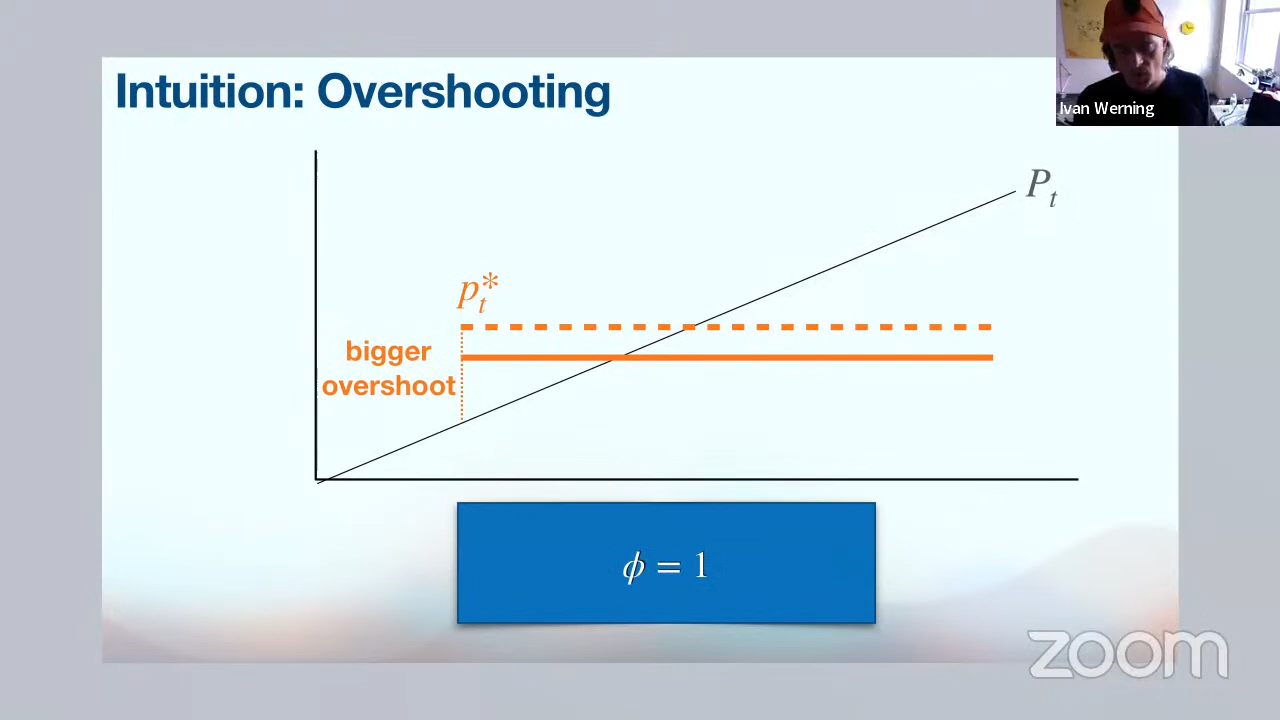 Intuition: Overshooting
Ivan Werning
P_t
p_t^*
bigger
overshoot
ϕ = 1
zoom